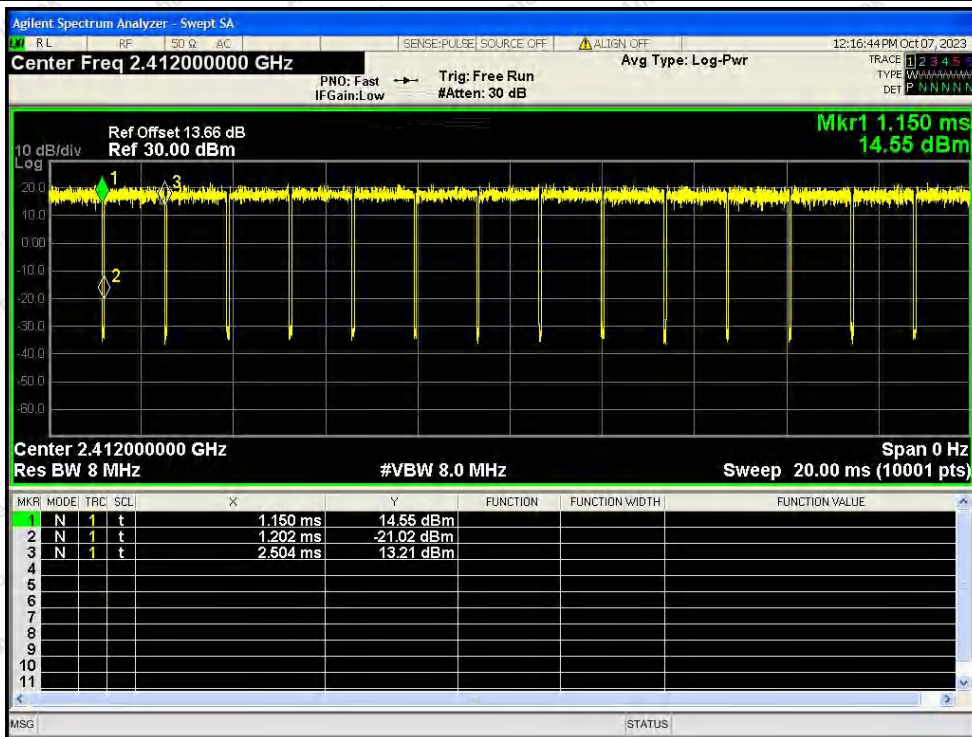 Agilent Spectrum Analyzer - Swept SA
RL RF 50 Ω AC SENSE:PULSE SOURCE OFF ALIGN OFF 12:16:44 PM Oct 07, 2023
Center Freq 2.412000000 GHz Avg Type: Log-Pwr TRACE 1 2 3 4 5 6
PNO: Fast Trig: Free Run TYPE
IFGain:Low #Atten: 30 dB DET P N N N N N
Mkr1 1.150 ms
14.55 dBm
Ref Offset 13.66 dB
10 dB/div Ref 30.00 dBm
Log
1
3
20.0
10.0
0.00
-10.0
2
-20.0
-30.0
-40.0
-50.0
-60.0
Center 2.412000000 GHz Span 0 Hz
Res BW 8 MHz #VBW 8.0 MHz Sweep 20.00 ms (10001 pts)
MKR MODE TRC SCL X Y FUNCTION FUNCTION WIDTH FUNCTION VALUE
1 N 1 t 1.150 ms 14.55 dBm
2 N 1 t 1.202 ms -21.02 dBm
3 N 1 t 2.504 ms 13.21 dBm
4
5
6
7
8
9
10
11
MSG STATUS